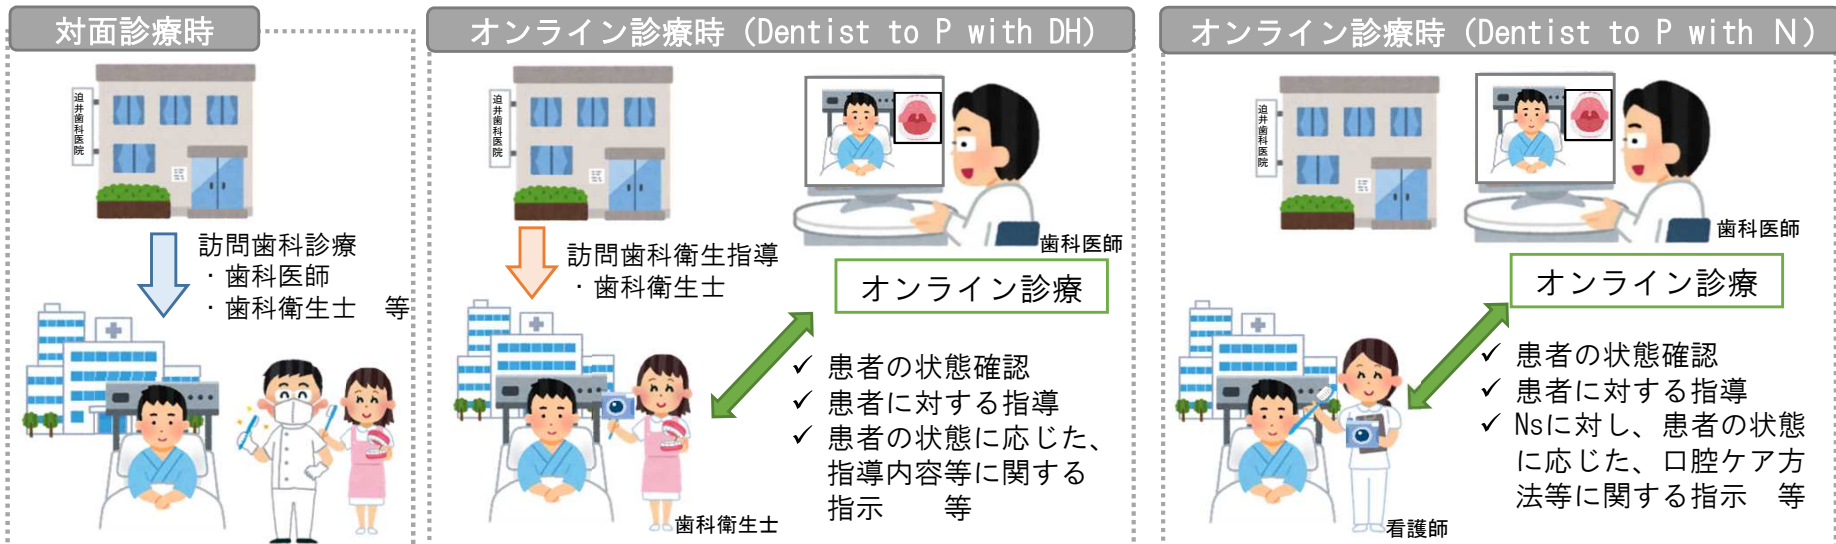 対面診療時
迫井歯科医院
訪問歯科診療
・歯科医師
・歯科衛生士 等
オンライン診療時（Dentist to P with DH）
迫井歯科医院
歯科医師
訪問歯科衛生指導
・歯科衛生士
オンライン診療
✓ 患者の状態確認
✓ 患者に対する指導
✓ 患者の状態に応じた、
指導内容等に関する
指示 等
歯科衛生士
オンライン診療時（Dentist to P with N）
迫井歯科医院
歯科医師
オンライン診療
✓ 患者の状態確認
✓ 患者に対する指導
✓ Nsに対し、患者の状態
に応じた、口腔ケア方
法等に関する指示 等
看護師